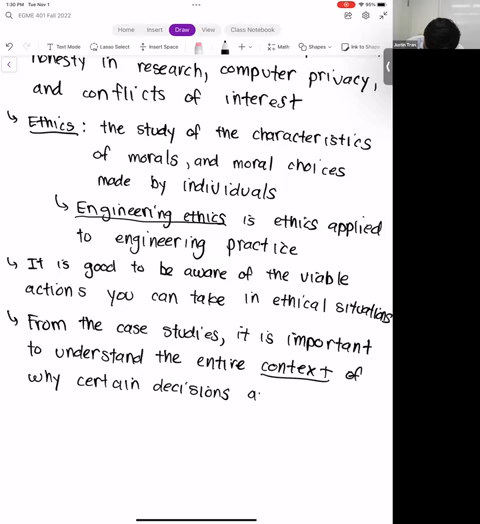 1:30 PM Tue Nov 1
95%
EGME 401 Fall 2022
Home Insert Draw View Class Notebook
Text Mode Lasso Select Insert Space Math Shapes Ink to Shape
Justin Tran
honesty in research, computer privacy,
and conflicts of interest
↳ Ethics: the study of the characteristics
of morals, and moral choices
made by individuals
↳ Engineering ethics is ethics applied
to engineering practice
↳ It is good to be aware of the viable
actions you can take in ethical situations
↳ From the case studies, it is important
to understand the entire context of
why certain decisions a